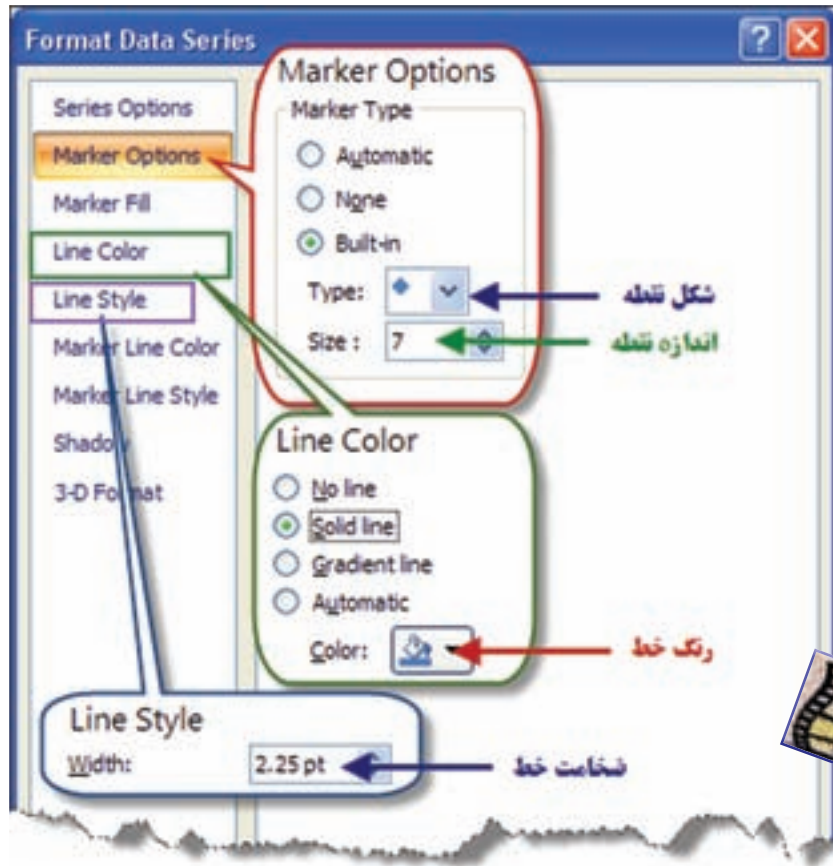 Format Data Series
Series Options
Marker Options
Marker Fill
Line Color
Line Style
Marker Line Color
Marker Line Style
Shadow
3-D Format
Marker Options
Marker Type
Automatic
None
Built-in
Type:
شکل نقطه
Size : 7
اندازه نقطه
Line Color
No line
Solid line
Gradient line
Automatic
Color:
رنگ خط
Line Style
Width: 2.25 pt
ضخامت خط